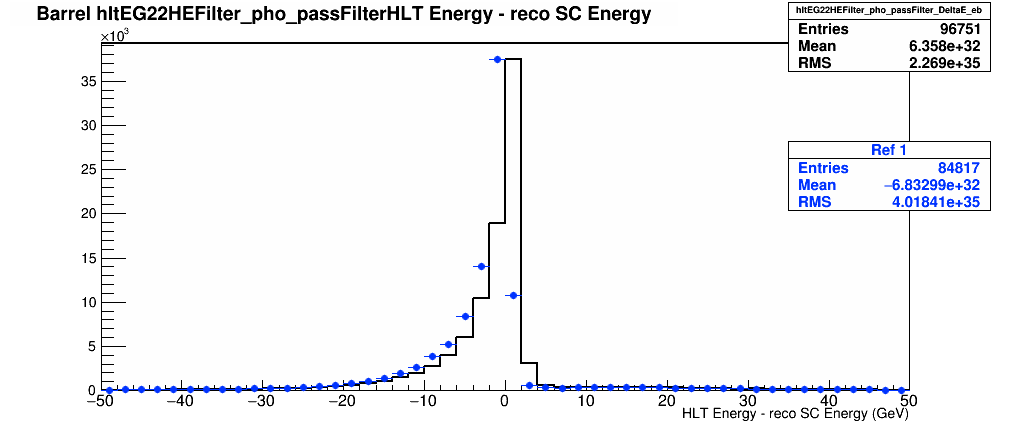 Barrel hltEG22HEFilter_pho_passFilterHLT Energy - reco SC Energy
hltEG22HEFilter_pho_passFilter_DeltaE_eb
Entries 96751
Mean 6.358e+32
RMS 2.269e+35
×10³
35
30
25
20
15
10
5
0
Ref 1
Entries 84817
Mean −6.83299e+32
RMS 4.01841e+35
−50 −40 −30 −20 −10 0 10 20 30 40 50
HLT Energy - reco SC Energy (GeV)